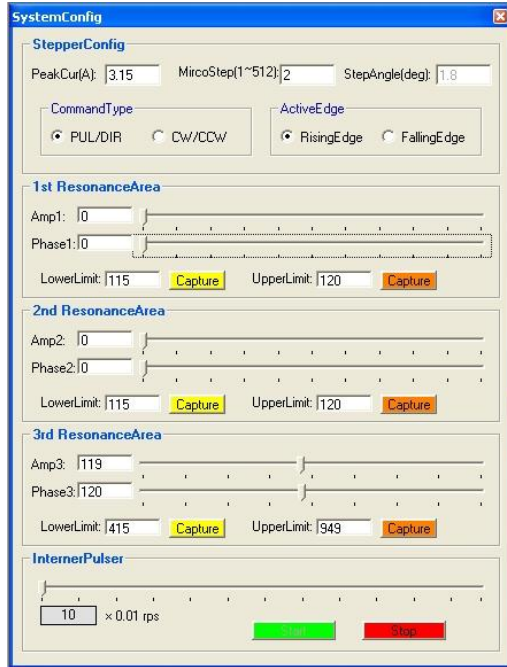 SystemConfig
StepperConfig
PeakCur(A): 3.15 MircoStep(1~512): 2 StepAngle(deg): 1.8
CommandType ActiveEdge
PUL/DIR CW/CCW RisingEdge FallingEdge
1st ResonanceArea
Amp1: 0
Phase1: 0
LowerLimit: 115 Capture UpperLimit: 120 Capture
2nd ResonanceArea
Amp2: 0
Phase2: 0
LowerLimit: 115 Capture UpperLimit: 120 Capture
3rd ResonanceArea
Amp3: 119
Phase3: 120
LowerLimit: 415 Capture UpperLimit: 949 Capture
InternerPulser
10 × 0.01 rps Start Stop